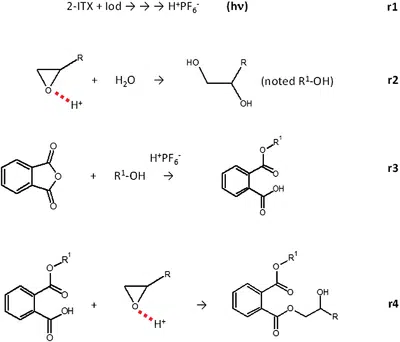 2-ITX + Iod → → → H⁺PF₆⁻ (hν) r1
R
O
H⁺
+ H₂O →
HO
R
OH
(noted R¹-OH) r2
O
O
O
+ R¹-OH
H⁺PF₆⁻
→
R¹
O
O
OH
O
r3
R¹
O
O
OH
O
+
R
O
H⁺
→
R¹
O
O
O
OH
R
O
r4